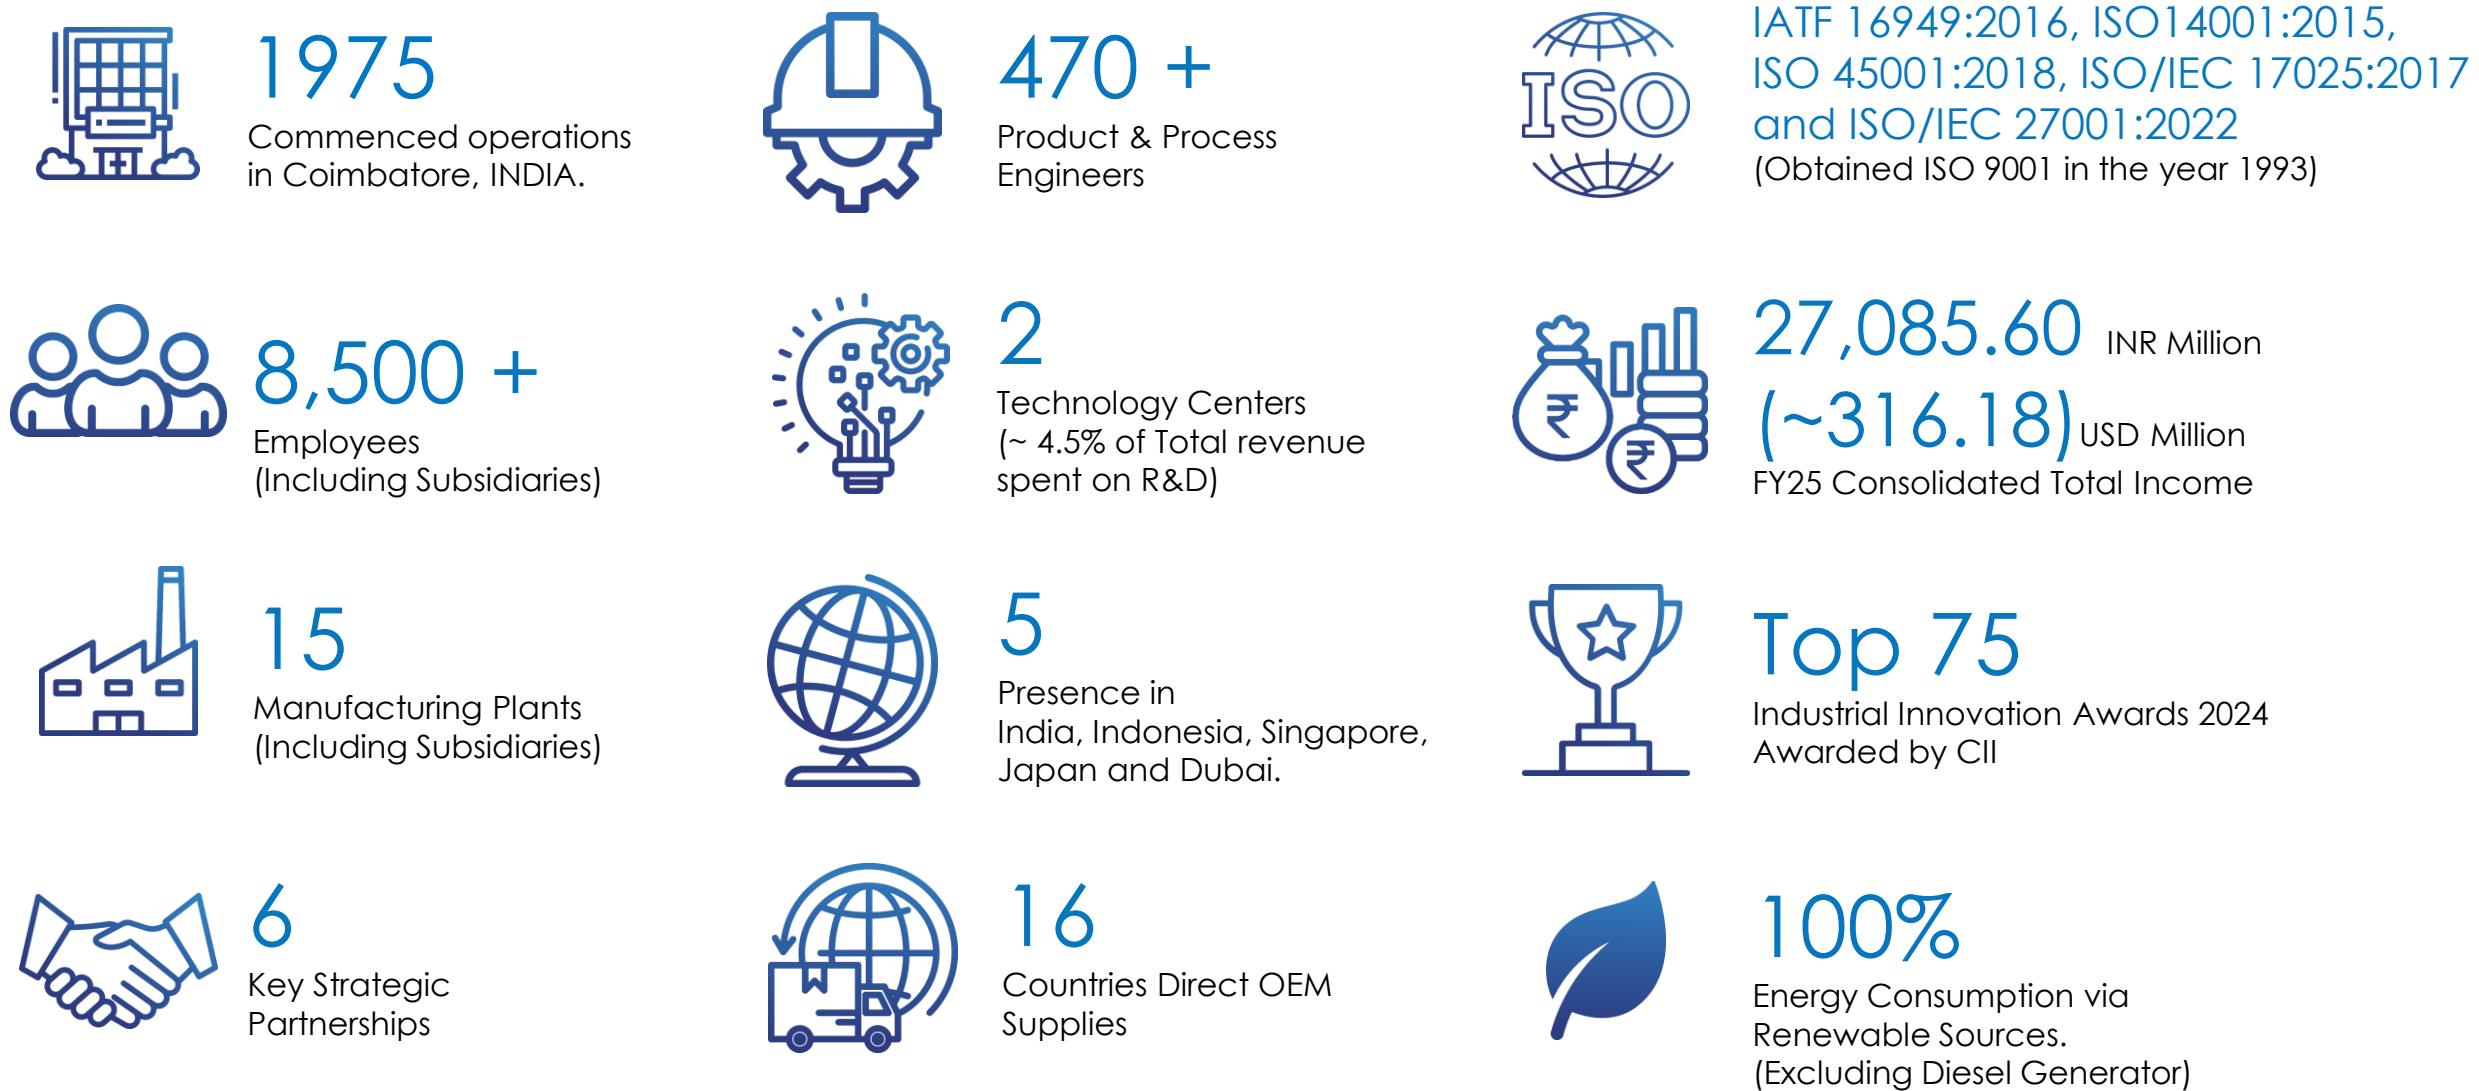 1975
Commenced operations
in Coimbatore, INDIA.
470 +
Product & Process
Engineers
ISO
IATF 16949:2016, ISO14001:2015,
ISO 45001:2018, ISO/IEC 17025:2017
and ISO/IEC 27001:2022
(Obtained ISO 9001 in the year 1993)
8,500 +
Employees
(Including Subsidiaries)
2
Technology Centers
(~ 4.5% of Total revenue
spent on R&D)
₹
₹
27,085.60 INR Million
(~316.18) USD Million
FY25 Consolidated Total Income
15
Manufacturing Plants
(Including Subsidiaries)
5
Presence in
India, Indonesia, Singapore,
Japan and Dubai.
Top 75
Industrial Innovation Awards 2024
Awarded by CII
6
Key Strategic
Partnerships
16
Countries Direct OEM
Supplies
100%
Energy Consumption via
Renewable Sources.
(Excluding Diesel Generator)